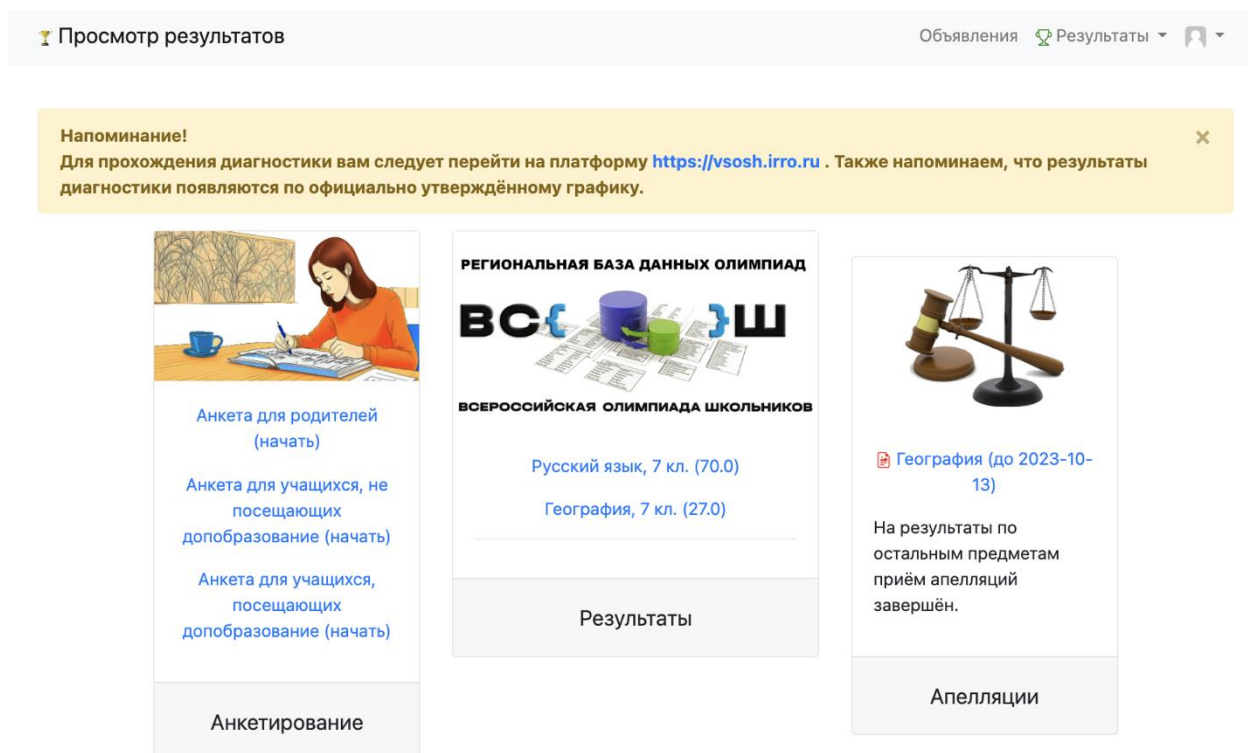 Просмотр результатов
Объявления Результаты
Напоминание!
Для прохождения диагностики вам следует перейти на платформу https://vsosh.irro.ru . Также напоминаем, что результаты
диагностики появляются по официально утверждённому графику.
×
Анкета для родителей
(начать)
Анкета для учащихся, не
посещающих
допобразование (начать)
Анкета для учащихся,
посещающих
допобразование (начать)
Анкетирование
РЕГИОНАЛЬНАЯ БАЗА ДАННЫХ ОЛИМПИАД
ВС{ }Ш
ВСЕРОССИЙСКАЯ ОЛИМПИАДА ШКОЛЬНИКОВ
Русский язык, 7 кл. (70.0)
География, 7 кл. (27.0)
Результаты
География (до 2023-10-
13)
На результаты по
остальным предметам
приём апелляций
завершён.
Апелляции